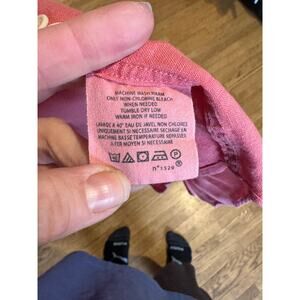 MACHINE WASH WARM
ONLY NON-CHLORINE BLEACH
WHEN NEEDED
TUMBLE DRY LOW
WARM IRON IF NEEDED
LAVAGE A 40° EAU DE JAVEL NON CHLOREE
UNIQUEMENT SI NECESSAIRE SECHAGE EN
MACHINE BASSE TEMPERATURE REPASSAGE
A FER MOYEN SI NECESSAIRE
n°1520